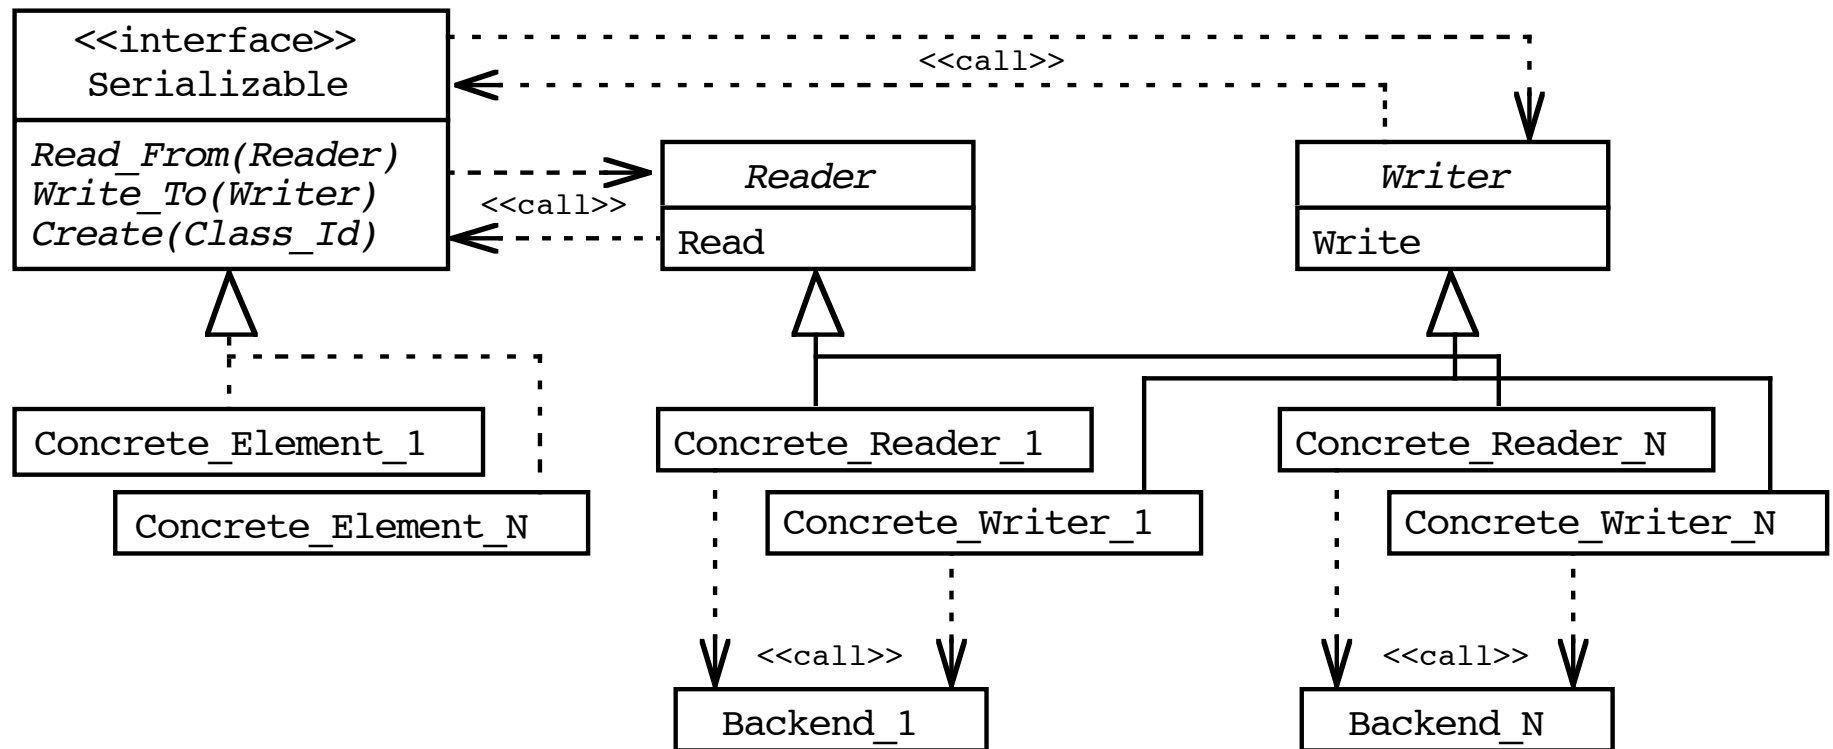 <<interface>>
Serializable
<<call>>
Read_From(Reader)
Write_To(Writer)
Create(Class_Id)
<<call>>
Reader
Read
Writer
Write
Concrete_Element_1
Concrete_Element_N
Concrete_Reader_1
Concrete_Writer_1
Concrete_Reader_N
Concrete_Writer_N
<<call>>
<<call>>
Backend_1
Backend_N